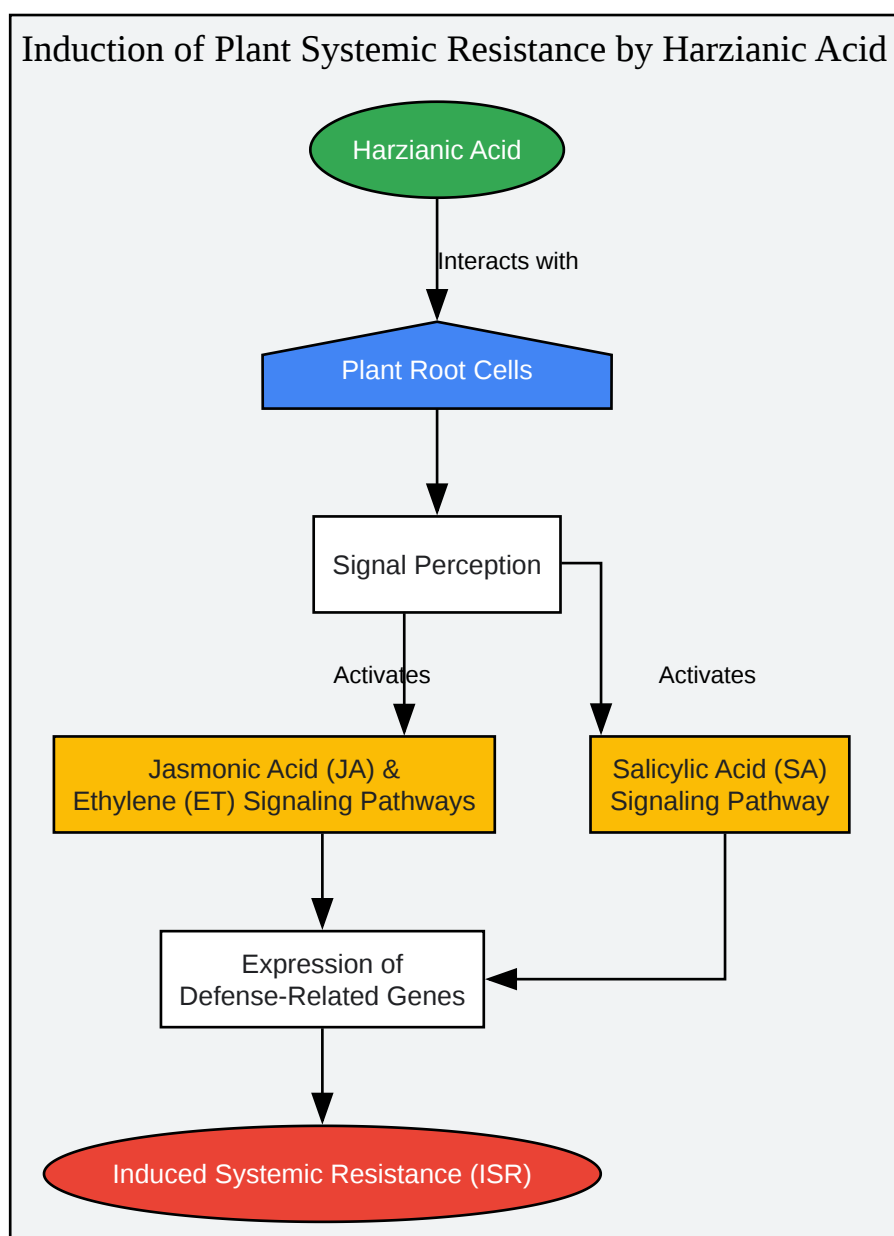 Induction of Plant Systemic Resistance by Harzianic Acid
Harzianic Acid
Interacts with
Plant Root Cells
Signal Perception
Activates
Activates
Jasmonic Acid (JA) &
Ethylene (ET) Signaling Pathways
Salicylic Acid (SA)
Signaling Pathway
Expression of
Defense-Related Genes
Induced Systemic Resistance (ISR)